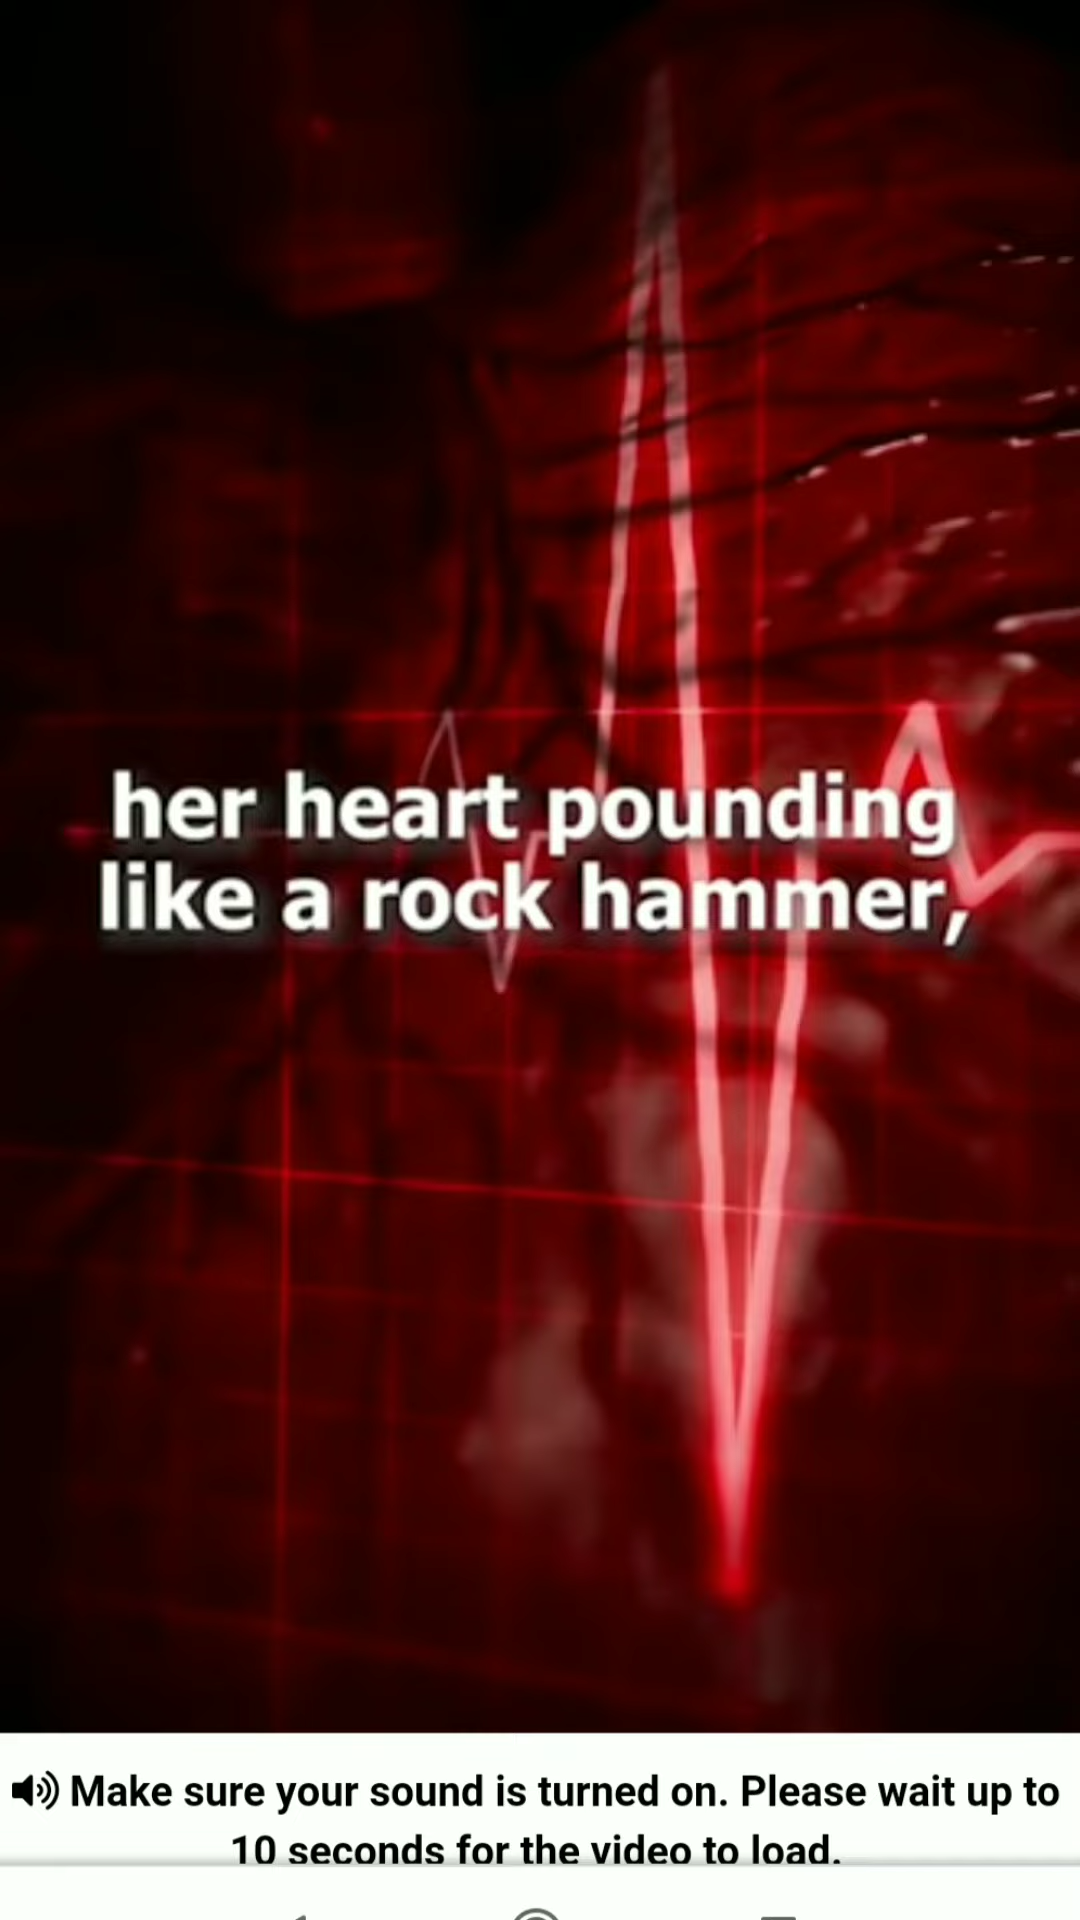 her heart pounding
like a rock hammer,
Make sure your sound is turned on. Please wait up to
10 seconds for the video to load.